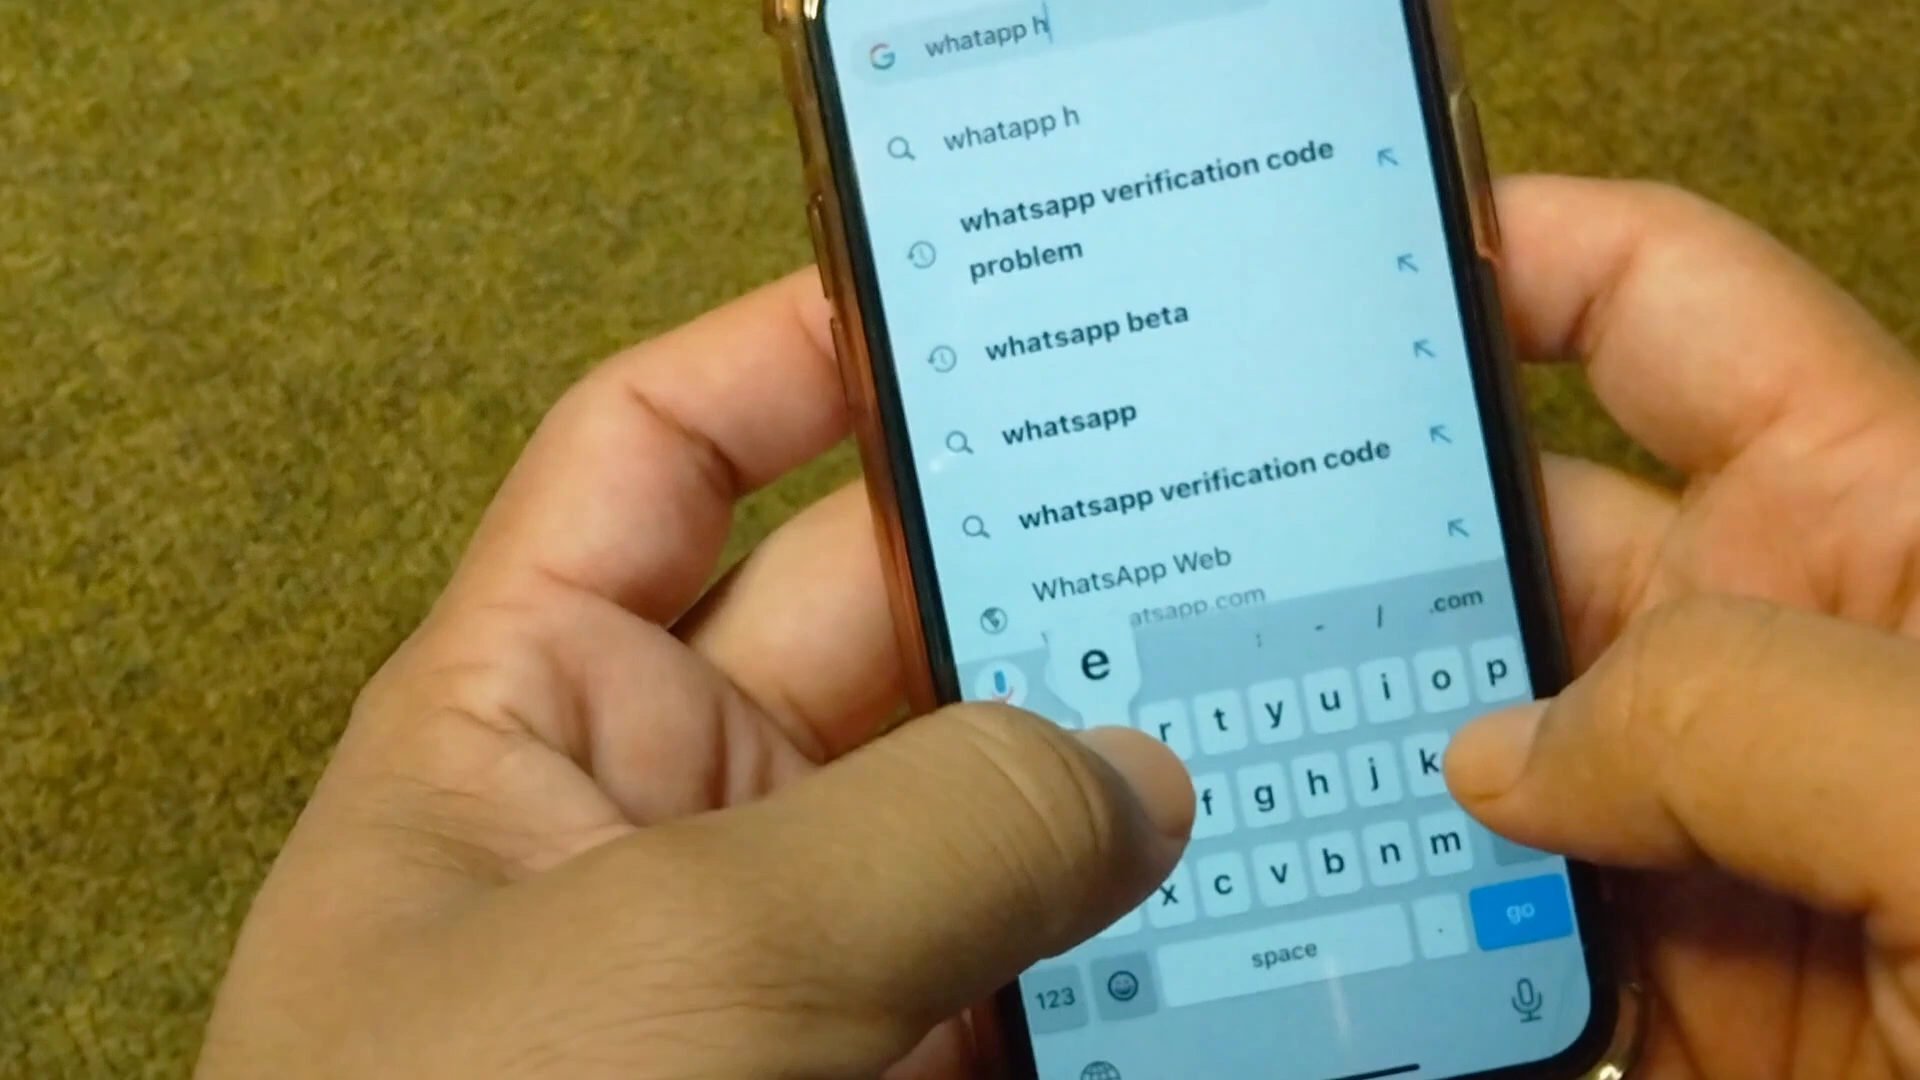 whatapp h
whatapp h
whatsapp verification code
problem
whatsapp beta
whatsapp
whatsapp verification code
WhatsApp Web
atsapp.com
: - / .com
e
r t y u i o p
f g h j k
x c v b n m
space . go
123